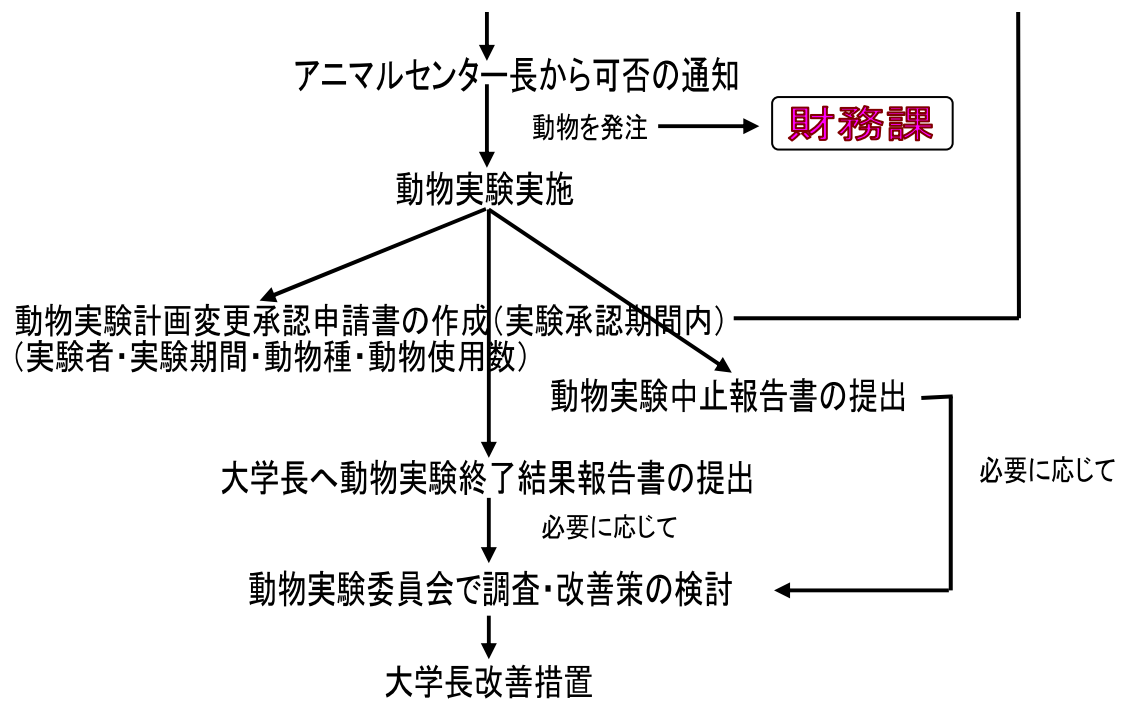 アニマルセンター長から可否の通知
動物を発注
財務課
動物実験実施
動物実験計画変更承認申請書の作成(実験承認期間内)
(実験者・実験期間・動物種・動物使用数)
動物実験中止報告書の提出
大学長へ動物実験終了結果報告書の提出
必要に応じて
必要に応じて
動物実験委員会で調査・改善策の検討
大学長改善措置